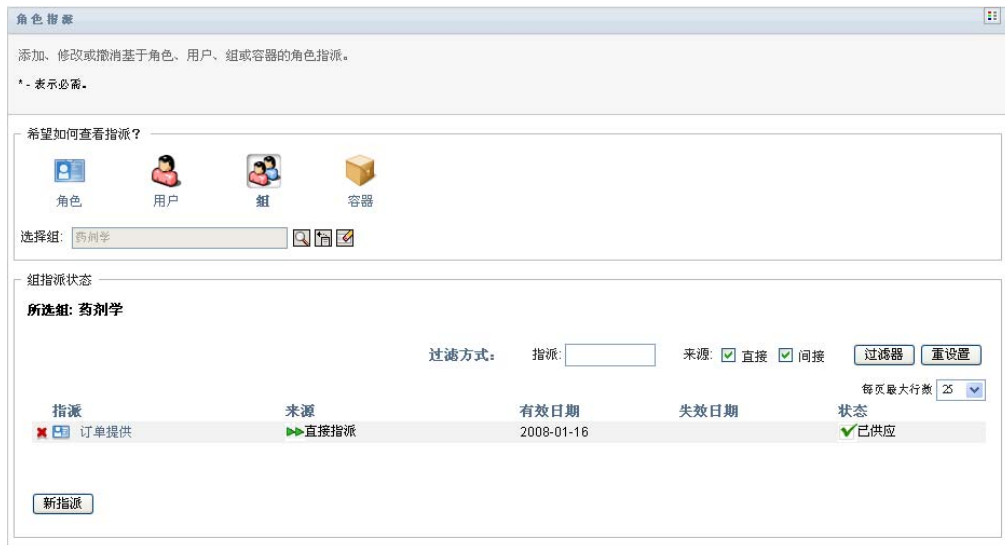 角色指派
添加、修改或撤消基于角色、用户、组或容器的角色指派。
* - 表示必需。
希望如何查看指派?
角色 用户 组 容器
选择组: 药剂学
组指派状态
所选组: 药剂学
过滤方式: 指派: 来源: 直接 间接 过滤器 重设置
每页最大行数 25
指派 来源 有效日期 失效日期 状态
订单提供 直接指派 2008-01-16 已供应
新指派